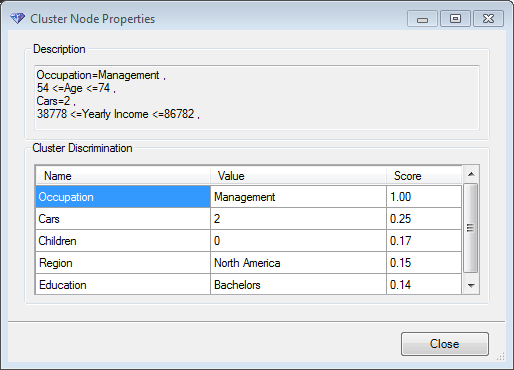 Cluster Node Properties
Description
Occupation=Management ,
54 <=Age <=74 ,
Cars=2 ,
38778 <=Yearly Income <=86782 ,
Cluster Discrimination
Name Value Score
Occupation Management 1.00
Cars 2 0.25
Children 0 0.17
Region North America 0.15
Education Bachelors 0.14
Close